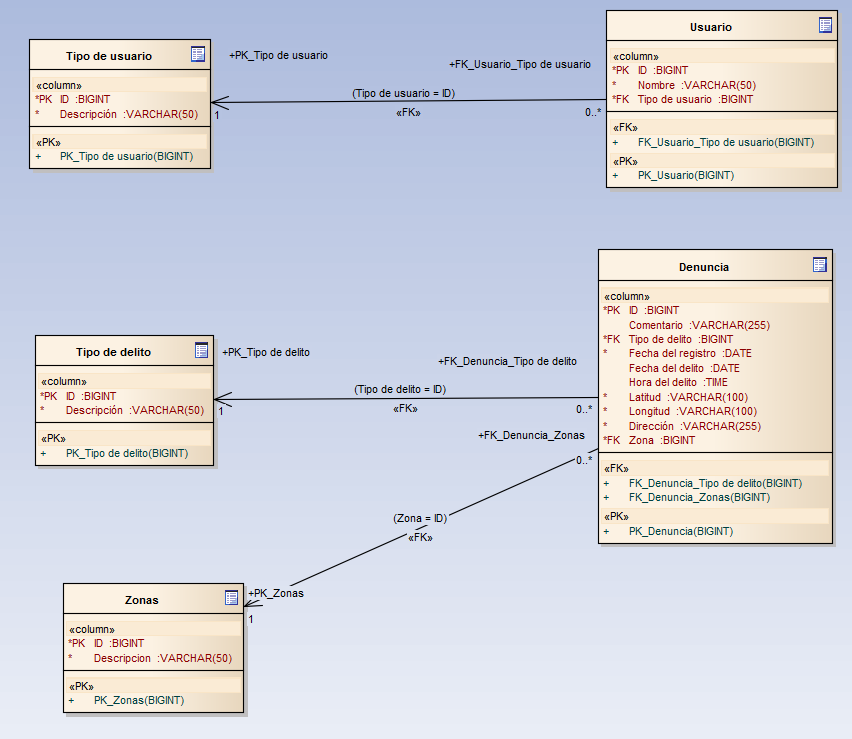 Tipo de usuario
«column»
*PK ID :BIGINT
* Descripción :VARCHAR(50)
«PK»
+ PK_Tipo de usuario(BIGINT)
+PK_Tipo de usuario
+FK_Usuario_Tipo de usuario
(Tipo de usuario = ID)
«FK»
1
0..*
Usuario
«column»
*PK ID :BIGINT
* Nombre :VARCHAR(50)
*FK Tipo de usuario :BIGINT
«FK»
+ FK_Usuario_Tipo de usuario(BIGINT)
«PK»
+ PK_Usuario(BIGINT)
Tipo de delito
«column»
*PK ID :BIGINT
* Descripción :VARCHAR(50)
«PK»
+ PK_Tipo de delito(BIGINT)
+PK_Tipo de delito
+FK_Denuncia_Tipo de delito
(Tipo de delito = ID)
«FK»
1
0..*
Denuncia
«column»
*PK ID :BIGINT
Comentario :VARCHAR(255)
*FK Tipo de delito :BIGINT
* Fecha del registro :DATE
Fecha del delito :DATE
Hora del delito :TIME
* Latitud :VARCHAR(100)
* Longitud :VARCHAR(100)
* Dirección :VARCHAR(255)
*FK Zona :BIGINT
«FK»
+ FK_Denuncia_Tipo de delito(BIGINT)
+ FK_Denuncia_Zonas(BIGINT)
«PK»
+ PK_Denuncia(BIGINT)
+FK_Denuncia_Zonas
0..*
(Zona = ID)
«FK»
+PK_Zonas
1
Zonas
«column»
*PK ID :BIGINT
* Descripcion :VARCHAR(50)
«PK»
+ PK_Zonas(BIGINT)